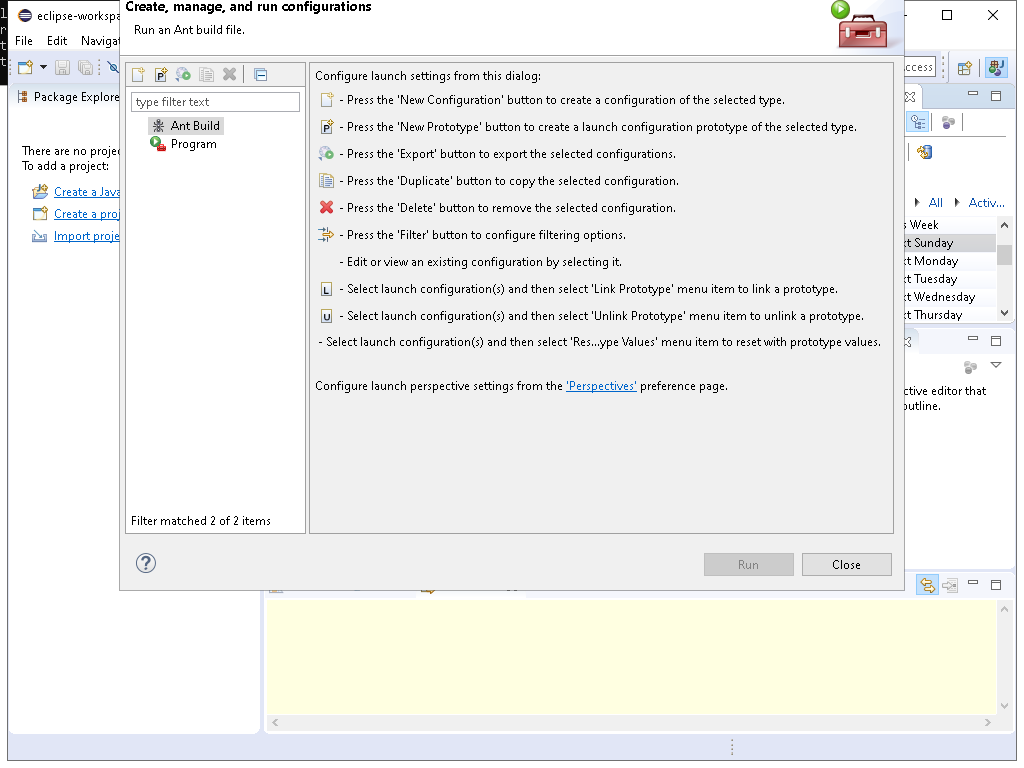 eclipse-workspa
Create, manage, and run configurations
Run an Ant build file.
File Edit Navigat
ccess
Package Explore
type filter text
Ant Build
Program
Filter matched 2 of 2 items
There are no projec
To add a project:
Create a Java
Create a proj
Import proje
Configure launch settings from this dialog:
- Press the 'New Configuration' button to create a configuration of the selected type.
- Press the 'New Prototype' button to create a launch configuration prototype of the selected type.
- Press the 'Export' button to export the selected configurations.
- Press the 'Duplicate' button to copy the selected configuration.
- Press the 'Delete' button to remove the selected configuration.
- Press the 'Filter' button to configure filtering options.
- Edit or view an existing configuration by selecting it.
- Select launch configuration(s) and then select 'Link Prototype' menu item to link a prototype.
- Select launch configuration(s) and then select 'Unlink Prototype' menu item to unlink a prototype.
- Select launch configuration(s) and then select 'Res...ype Values' menu item to reset with prototype values.
Configure launch perspective settings from the 'Perspectives' preference page.
Run Close
All Activ...
s Week
xt Sunday
xt Monday
xt Tuesday
xt Wednesday
xt Thursday
ctive editor that
outline.